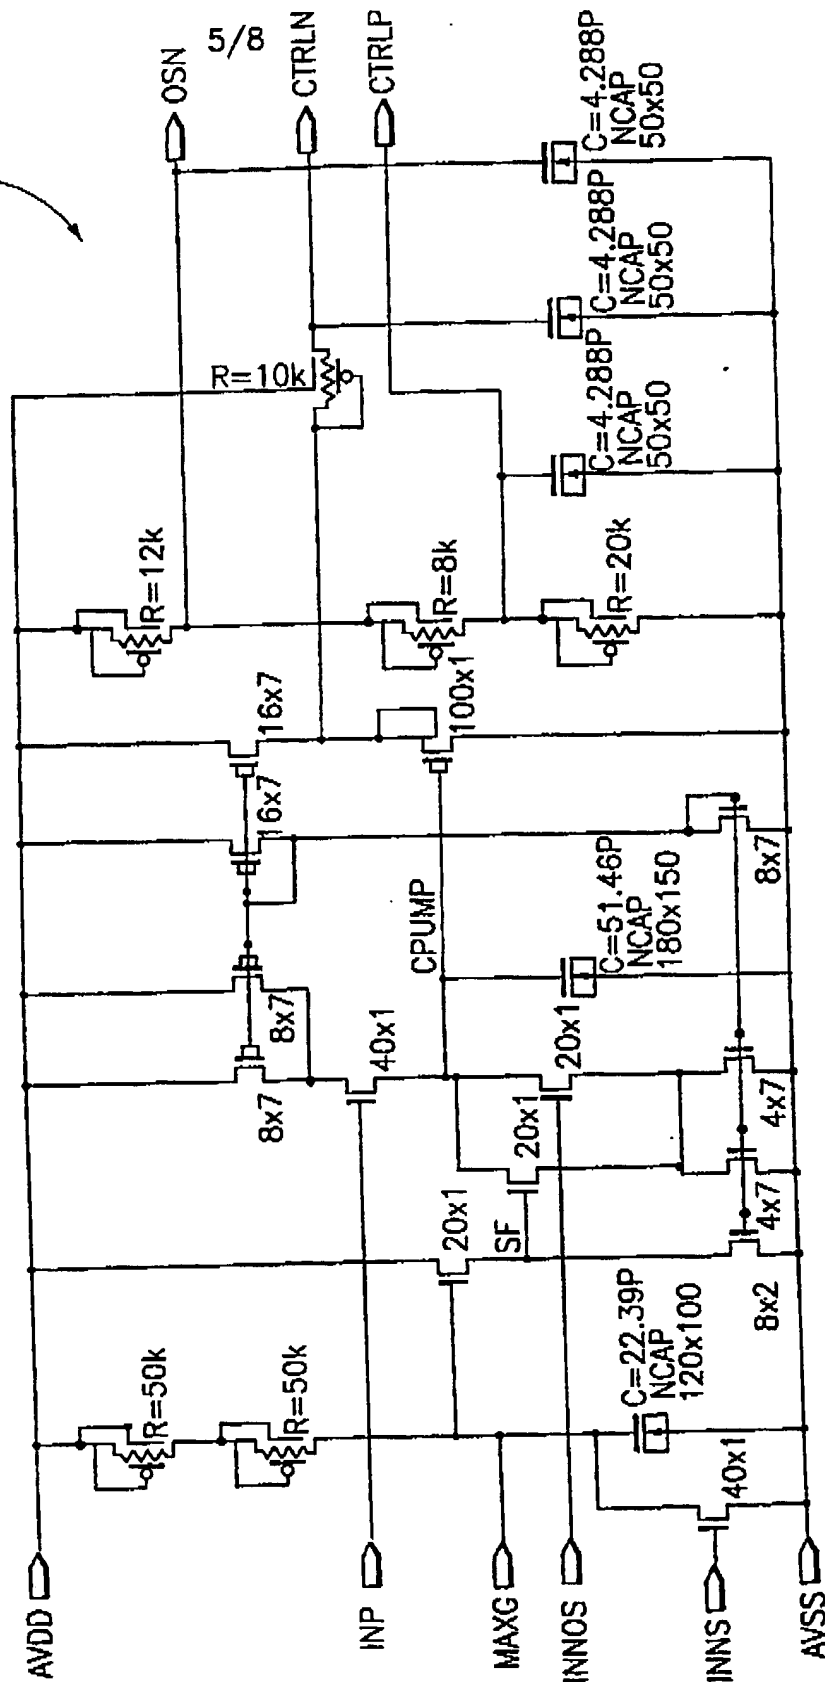 5/8
OSN
CTRLN
CTRLP
C=4.288P
NCAP
50x50
C=4.288P
NCAP
50x50
C=4.288P
NCAP
50x50
R=10k
R=12k
R=8k
R=20k
16x7
16x7
100x1
8x7
8x7
8x7
CPUMP
C=51.46P
NCAP
180x150
40x1
20x1
20x1
4x7
4x7
SF
20x1
8x2
R=50k
R=50k
C=22.39P
NCAP
120x100
40x1
AVDD
INP
MAXG
INNOS
INNS
AVSS